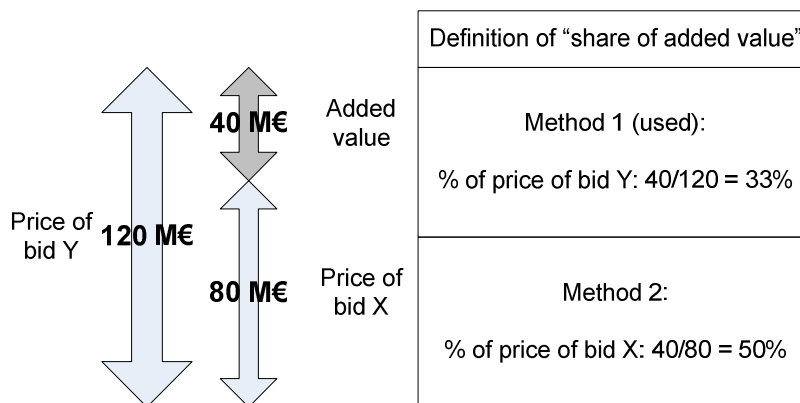 Price of
bid Y
120 M€
40 M€
Added
value
80 M€
Price of
bid X
Definition of “share of added value”
Method 1 (used):
% of price of bid Y: 40/120 = 33%
Method 2:
% of price of bid X: 40/80 = 50%